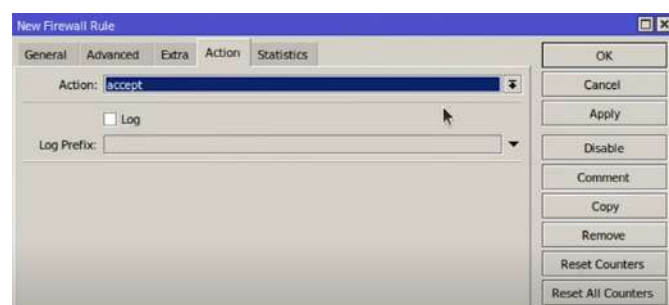 New Firewall Rule
General Advanced Extra Action Statistics
Action: accept
Log
Log Prefix:
OK
Cancel
Apply
Disable
Comment
Copy
Remove
Reset Counters
Reset All Counters